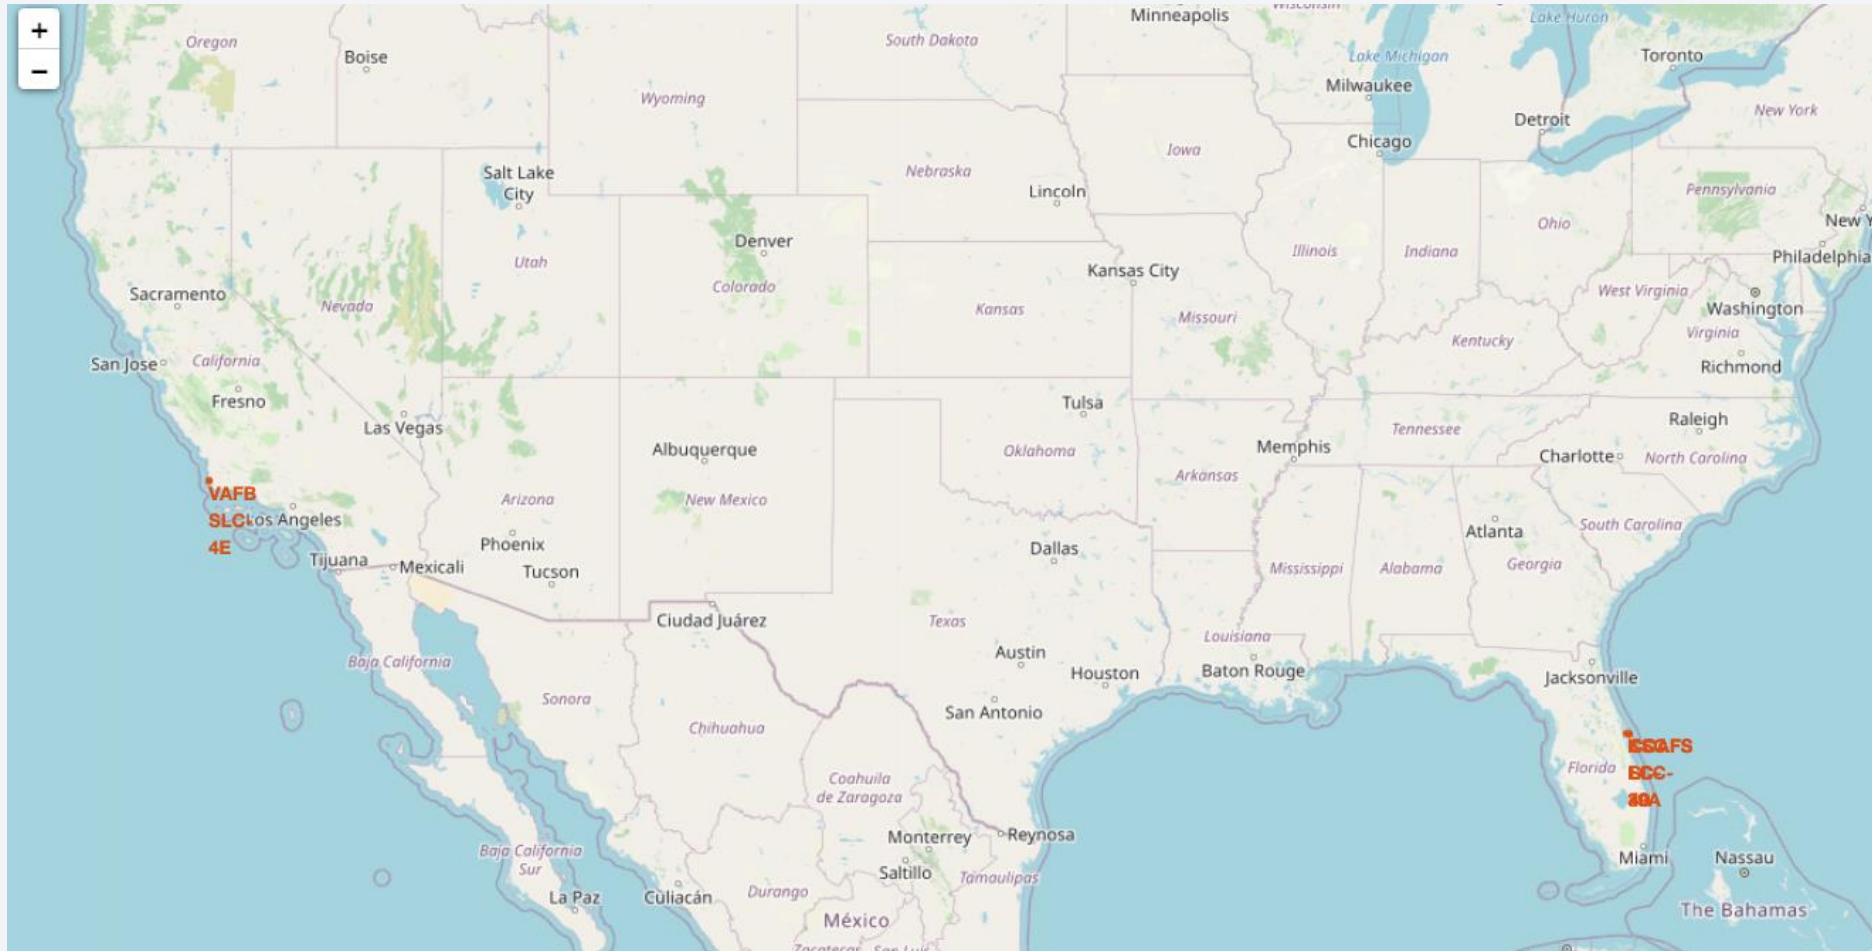 +
−
Oregon
Boise
South Dakota
Minneapolis
Wisconsin
Lake Huron
Lake Michigan
Toronto
Milwaukee
Wyoming
New York
Detroit
Chicago
Iowa
Nebraska
Salt Lake
City
Lincoln
Pennsylvania
New Y
Ohio
Denver
Utah
Illinois
Indiana
Philadelphia
Kansas City
Colorado
Sacramento
Nevada
Kansas
Missouri
West Virginia
Washington
Virginia
Kentucky
San Jose
California
Richmond
Fresno
Las Vegas
Tulsa
Raleigh
Tennessee
Albuquerque
Oklahoma
Memphis
Charlotte
North Carolina
Arkansas
VAFB
SLC-
4E
Los Angeles
Arizona
New Mexico
Atlanta
South Carolina
Phoenix
Dallas
Tijuana
Mexicali
Tucson
Mississippi
Alabama
Georgia
Ciudad Juárez
Texas
Louisiana
Austin
Baja California
Houston
Baton Rouge
Jacksonville
Sonora
San Antonio
Chihuahua
Florida
Coahuila
de Zaragoza
Monterrey
Reynosa
Baja California
Sur
Saltillo
Tamaulipas
Miami
Nassau
La Paz
Culiacán
Durango
México
The Bahamas
Zacatecas
San Luis